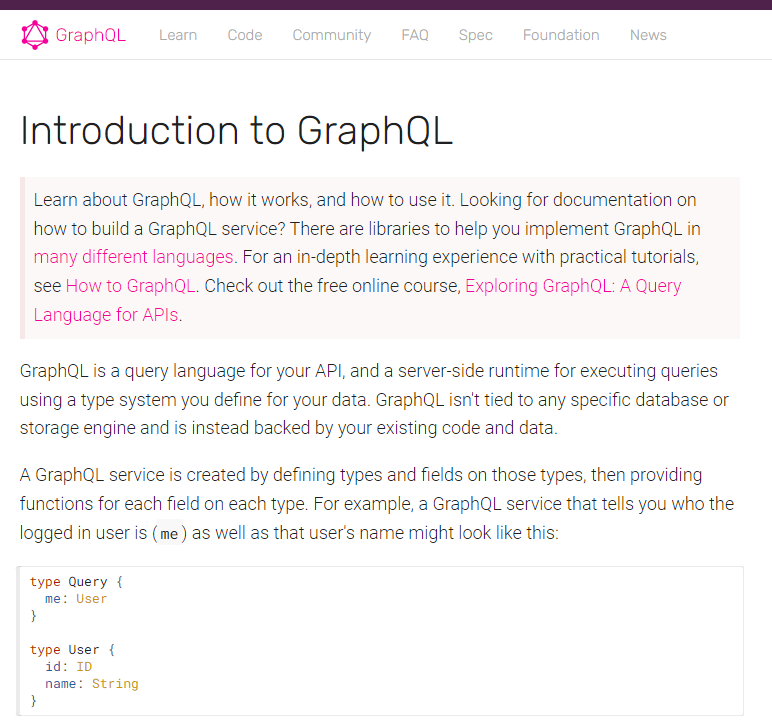 GraphQL Learn Code Community FAQ Spec Foundation News
Introduction to GraphQL
Learn about GraphQL, how it works, and how to use it. Looking for documentation on
how to build a GraphQL service? There are libraries to help you implement GraphQL in
many different languages. For an in-depth learning experience with practical tutorials,
see How to GraphQL. Check out the free online course, Exploring GraphQL: A Query
Language for APIs.
GraphQL is a query language for your API, and a server-side runtime for executing queries
using a type system you define for your data. GraphQL isn't tied to any specific database or
storage engine and is instead backed by your existing code and data.
A GraphQL service is created by defining types and fields on those types, then providing
functions for each field on each type. For example, a GraphQL service that tells you who the
logged in user is (me) as well as that user's name might look like this:
type Query {
  me: User
}
type User {
  id: ID
  name: String
}